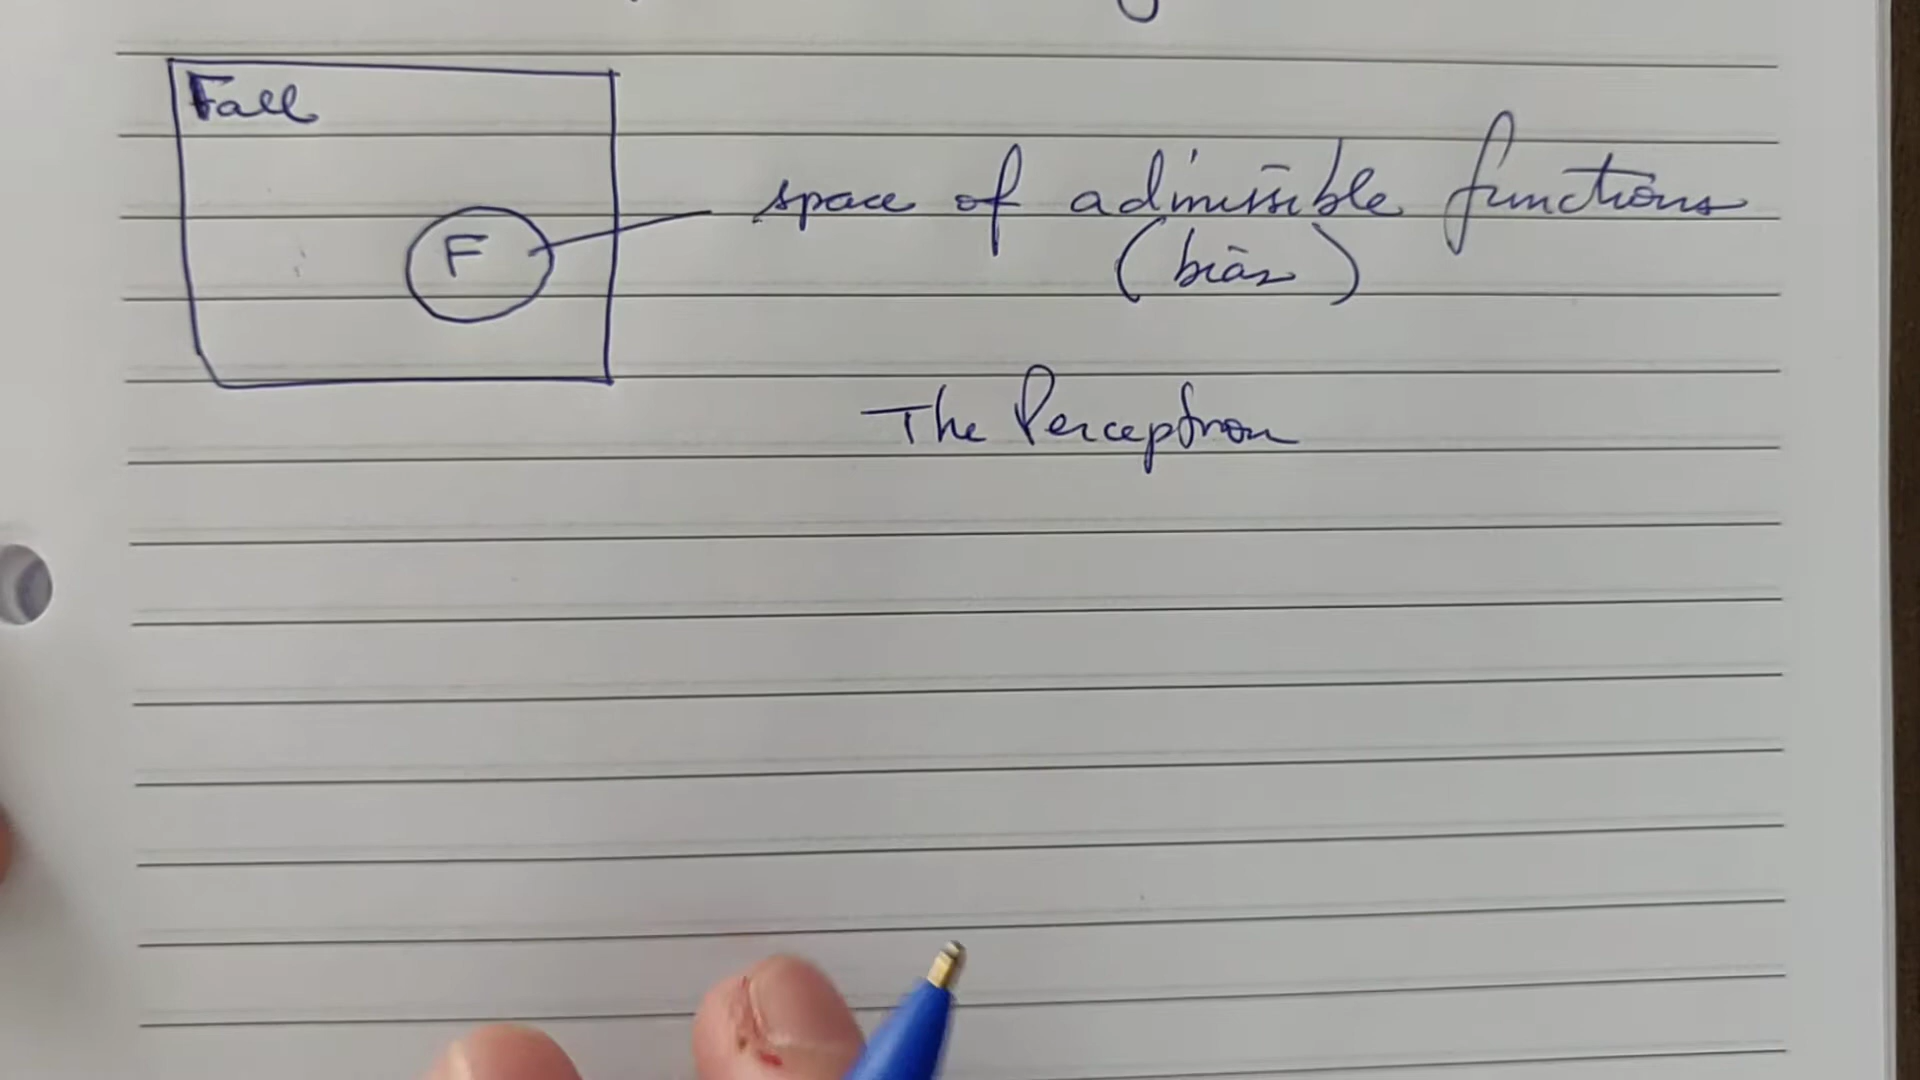 Fall
F
space of admissible functions
(bias)
The Perceptron